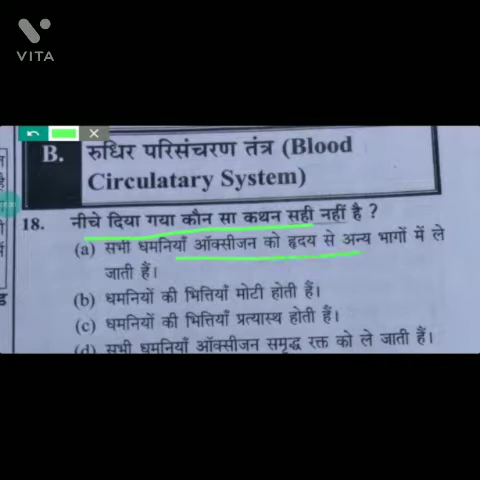 VITA
B. रुधिर परिसंचरण तंत्र (Blood
Circulatary System)
18. नीचे दिया गया कौन सा कथन सही नहीं है ?
(a) सभी धमनियाँ ऑक्सीजन को हृदय से अन्य भागों में ले
जाती हैं।
(b) धमनियों की भित्तियाँ मोटी होती हैं।
(c) धमनियों की भित्तियाँ प्रत्यास्थ होती हैं।
(d) सभी धमनियाँ ऑक्सीजन समृद्ध रक्त को ले जाती हैं।